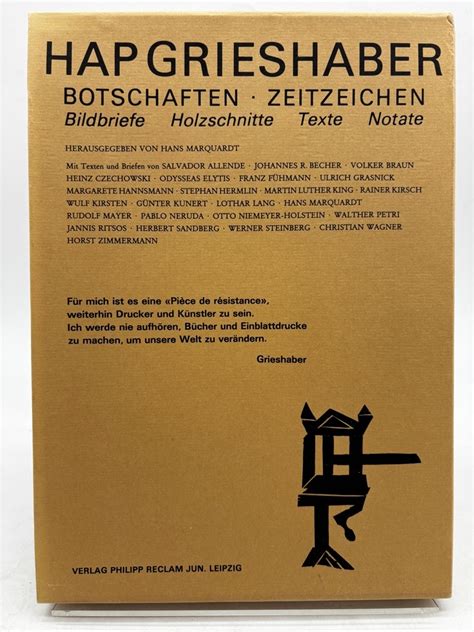 HAP GRIESHABER
BOTSCHAFTEN · ZEITZEICHEN
Bildbriefe Holzschnitte Texte Notate
HERAUSGEGEBEN VON HANS MARQUARDT
Mit Texten und Briefen von SALVADOR ALLENDE · JOHANNES R. BECHER · VOLKER BRAUN
HEINZ CZECHOWSKI · ODYSEAS ELYTIS · FRANZ FÜHMANN · ULRICH GRASNICK
MARGARETE HANNSMANN · STEPHAN HERMLIN · MARTIN LUTHER KING · RAINER KIRSCH
WULF KIRSTEN · GÜNTER KUNERT · LOTHAR LANG · HANS MARQUARDT
RUDOLF MAYER · PABLO NERUDA · OTTO NIEMEYER-HOLSTEIN · WALTHER PETRI
JANNIS RITSOS · HERBERT SANDBERG · WERNER STEINBERG · CHRISTIAN WAGNER
HORST ZIMMERMANN
Für mich ist es eine «Pièce de résistance»,
weiterhin Drucker und Künstler zu sein.
Ich werde nie aufhören, Bücher und Einblattdrucke
zu machen, um unsere Welt zu verändern.
Grieshaber
VERLAG PHILIPP RECLAM JUN. LEIPZIG